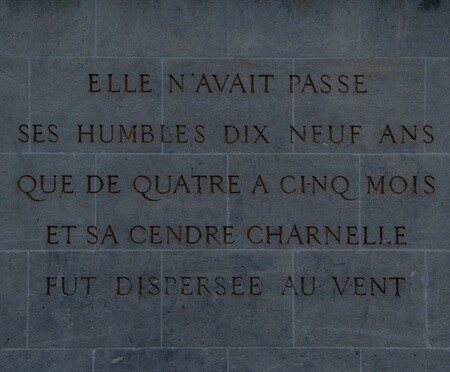 ELLE N'AVAIT PASSE
SES HUMBLES DIX NEUF ANS
QUE DE QUATRE A CINQ MOIS
ET SA CENDRE CHARNELLE
FUT DISPERSEE AU VENT